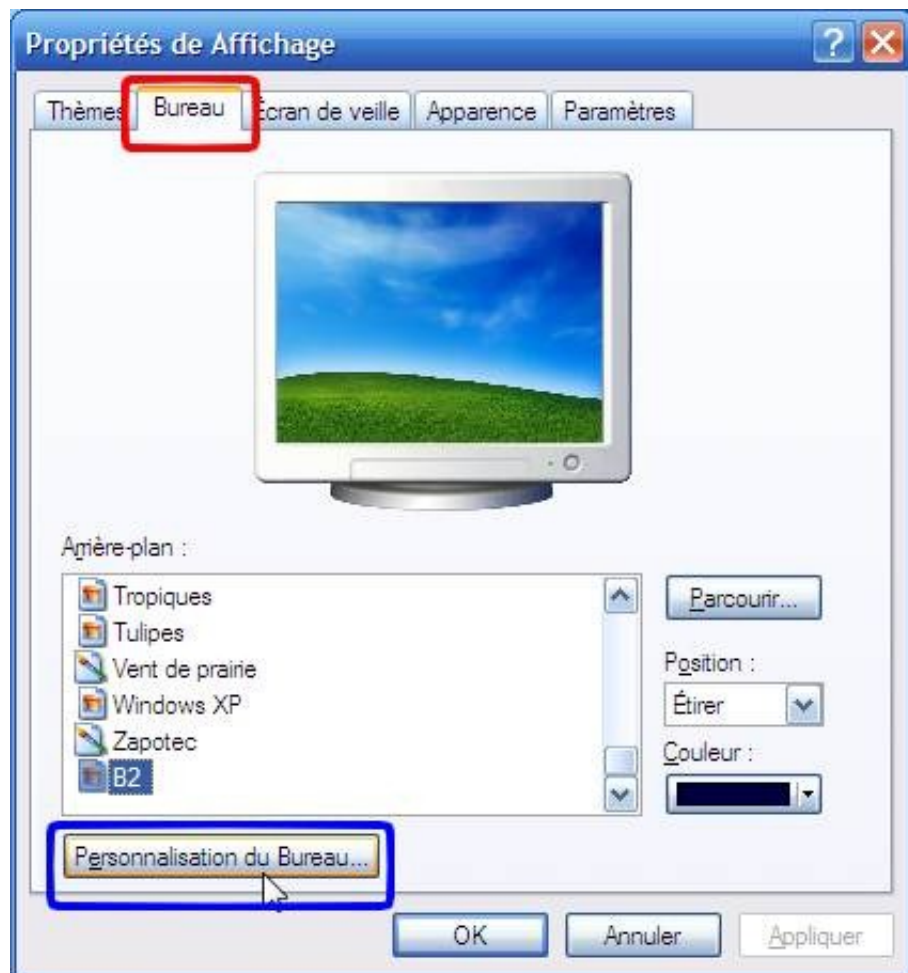 Propriétés de Affichage
Thèmes Bureau Écran de veille Apparence Paramètres
Arrière-plan :
Tropiques
Tulipes
Vent de prairie
Windows XP
Zapotec
B2
Parcourir...
Position :
Étirer
Couleur :
Personnalisation du Bureau...
OK Annuler Appliquer